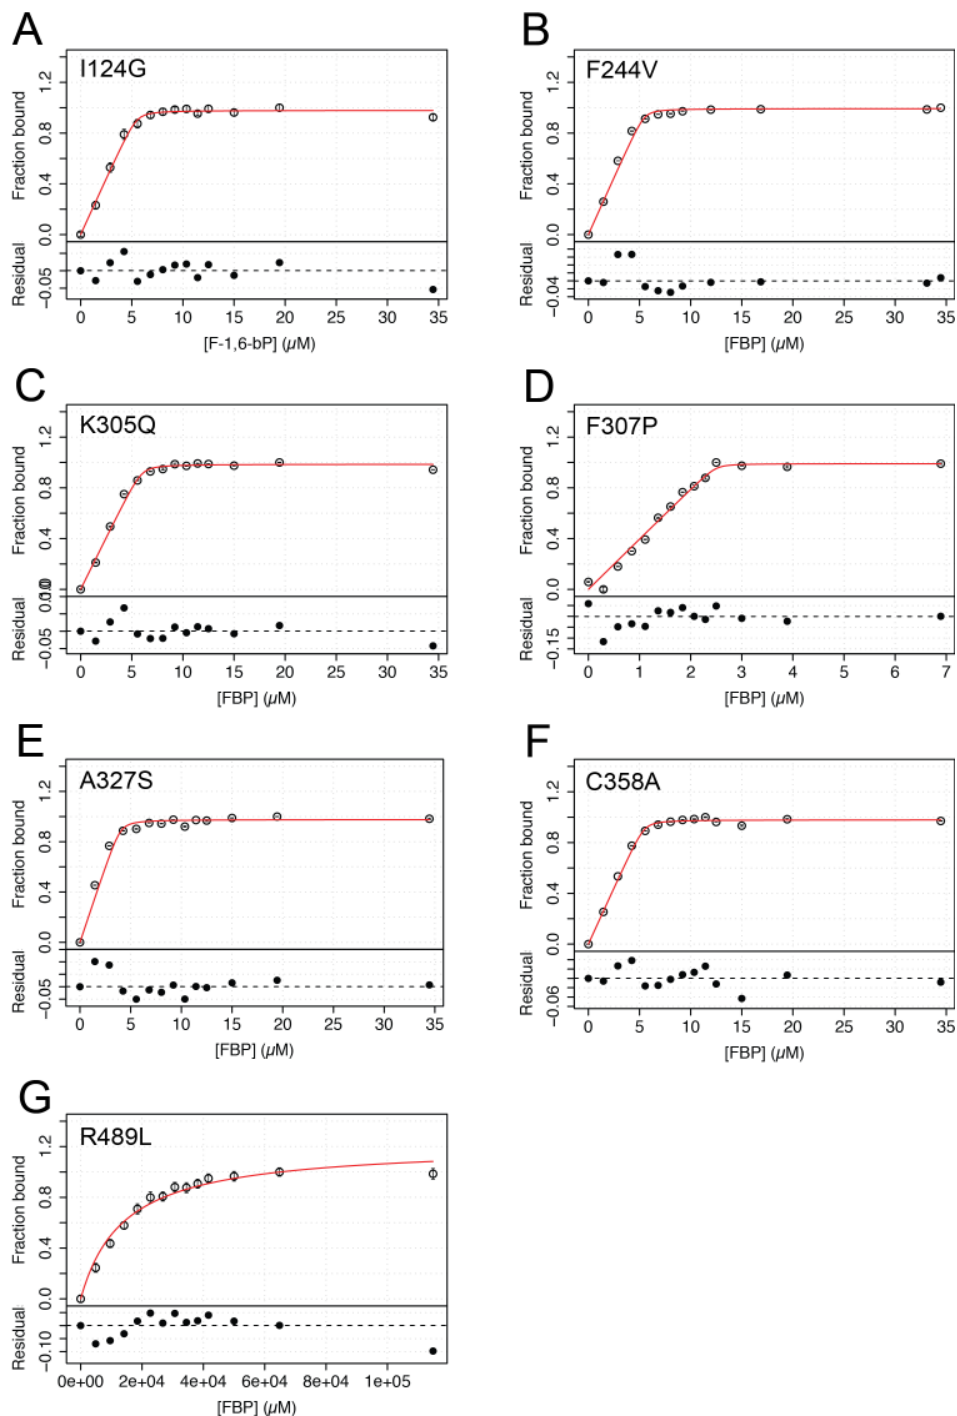 A
I124G
Fraction bound
0.0 0.4 0.8 1.2
Residual
−0.05
0 5 10 15 20 25 30 35
[F-1,6-bP] (μM)
B
F244V
Fraction bound
0.0 0.4 0.8 1.2
Residual
−0.04
0 5 10 15 20 25 30 35
[FBP] (μM)
C
K305Q
Fraction bound
0.4 0.8 1.2
Residual
−0.05
0 5 10 15 20 25 30 35
[FBP] (μM)
D
F307P
Fraction bound
0.0 0.4 0.8 1.2
Residual
−0.15
0 1 2 3 4 5 6 7
[FBP] (μM)
E
A327S
Fraction bound
0.0 0.4 0.8 1.2
Residual
−0.05
0 5 10 15 20 25 30 35
[FBP] (μM)
F
C358A
Fraction bound
0.0 0.4 0.8 1.2
Residual
−0.06
0 5 10 15 20 25 30 35
[FBP] (μM)
G
R489L
Fraction bound
0.0 0.4 0.8 1.2
Residual
−0.10
0e+00 2e+04 4e+04 6e+04 8e+04 1e+05
[FBP] (μM)